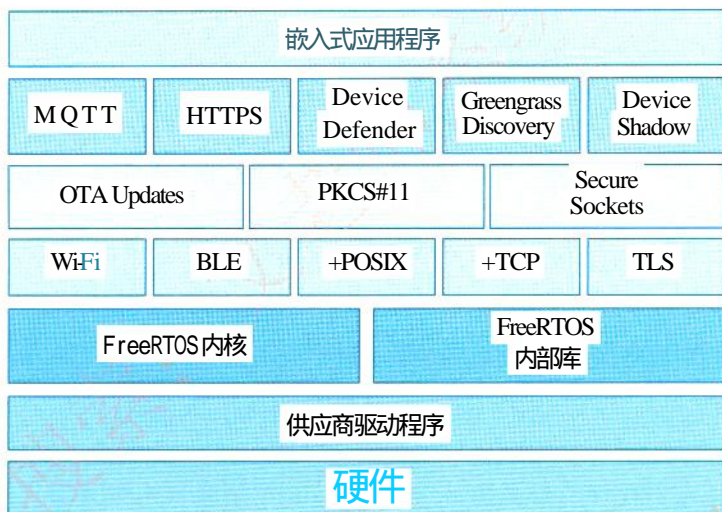 嵌入式应用程序
MQTT
HTTPS
Device
Defender
Greengrass
Discovery
Device
Shadow
OTA Updates
PKCS#11
Secure
Sockets
Wi-Fi
BLE
+POSIX
+TCP
TLS
FreeRTOS内核
FreeRTOS
内部库
供应商驱动程序
硬件